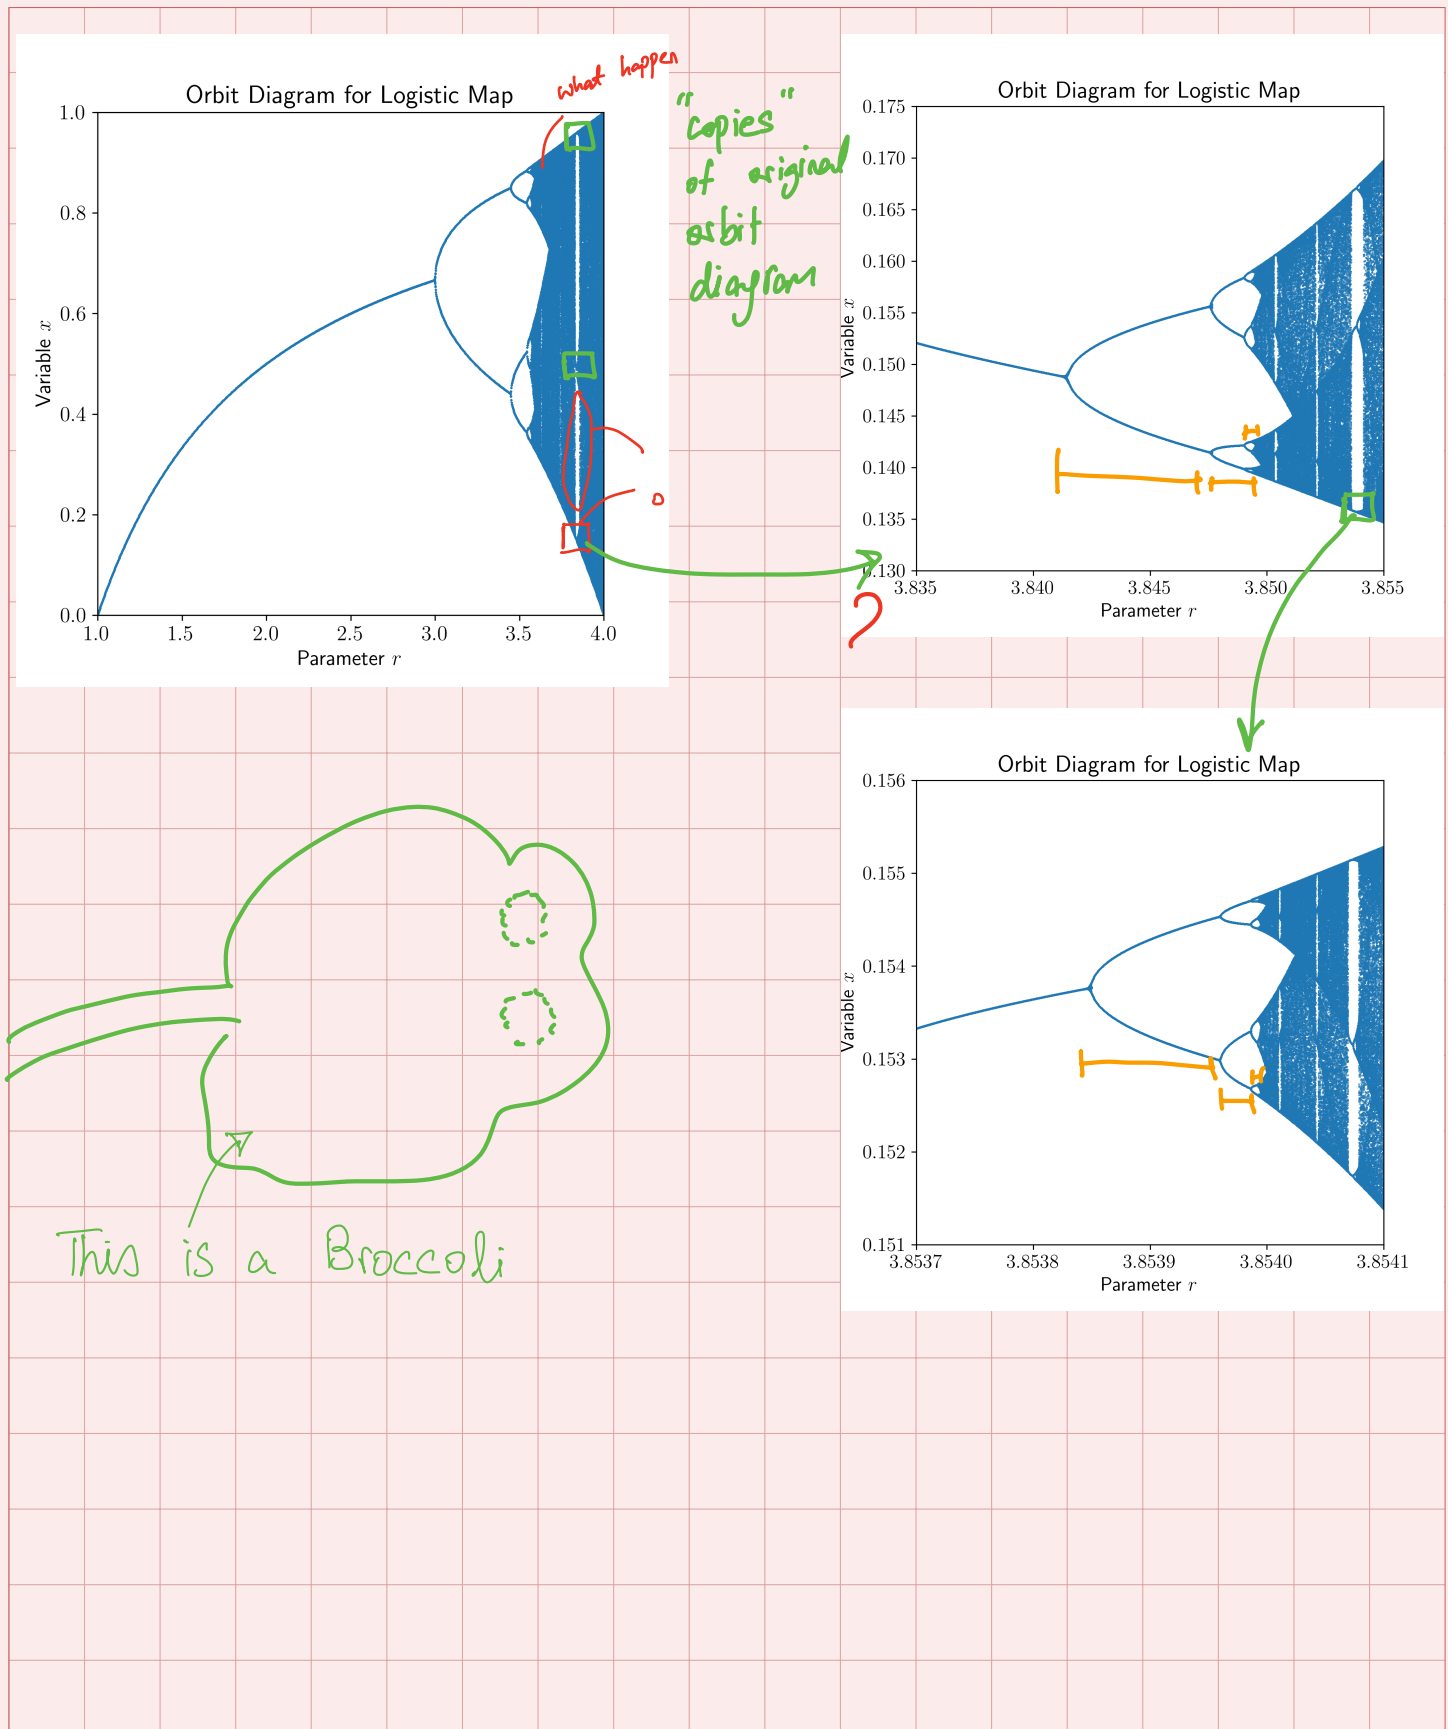 what happen
Orbit Diagram for Logistic Map
1.0
0.8
0.6
0.4
0.2
0.0
Variable x
1.0 1.5 2.0 2.5 3.0 3.5 4.0
Parameter r
"copies"
of original
orbit
diagram
?
Orbit Diagram for Logistic Map
0.175
0.170
0.165
0.160
0.155
0.150
0.145
0.140
0.135
0.130
Variable x
3.835 3.840 3.845 3.850 3.855
Parameter r
Orbit Diagram for Logistic Map
0.156
0.155
0.154
0.153
0.152
0.151
Variable x
3.8537 3.8538 3.8539 3.8540 3.8541
Parameter r
This is a Broccoli